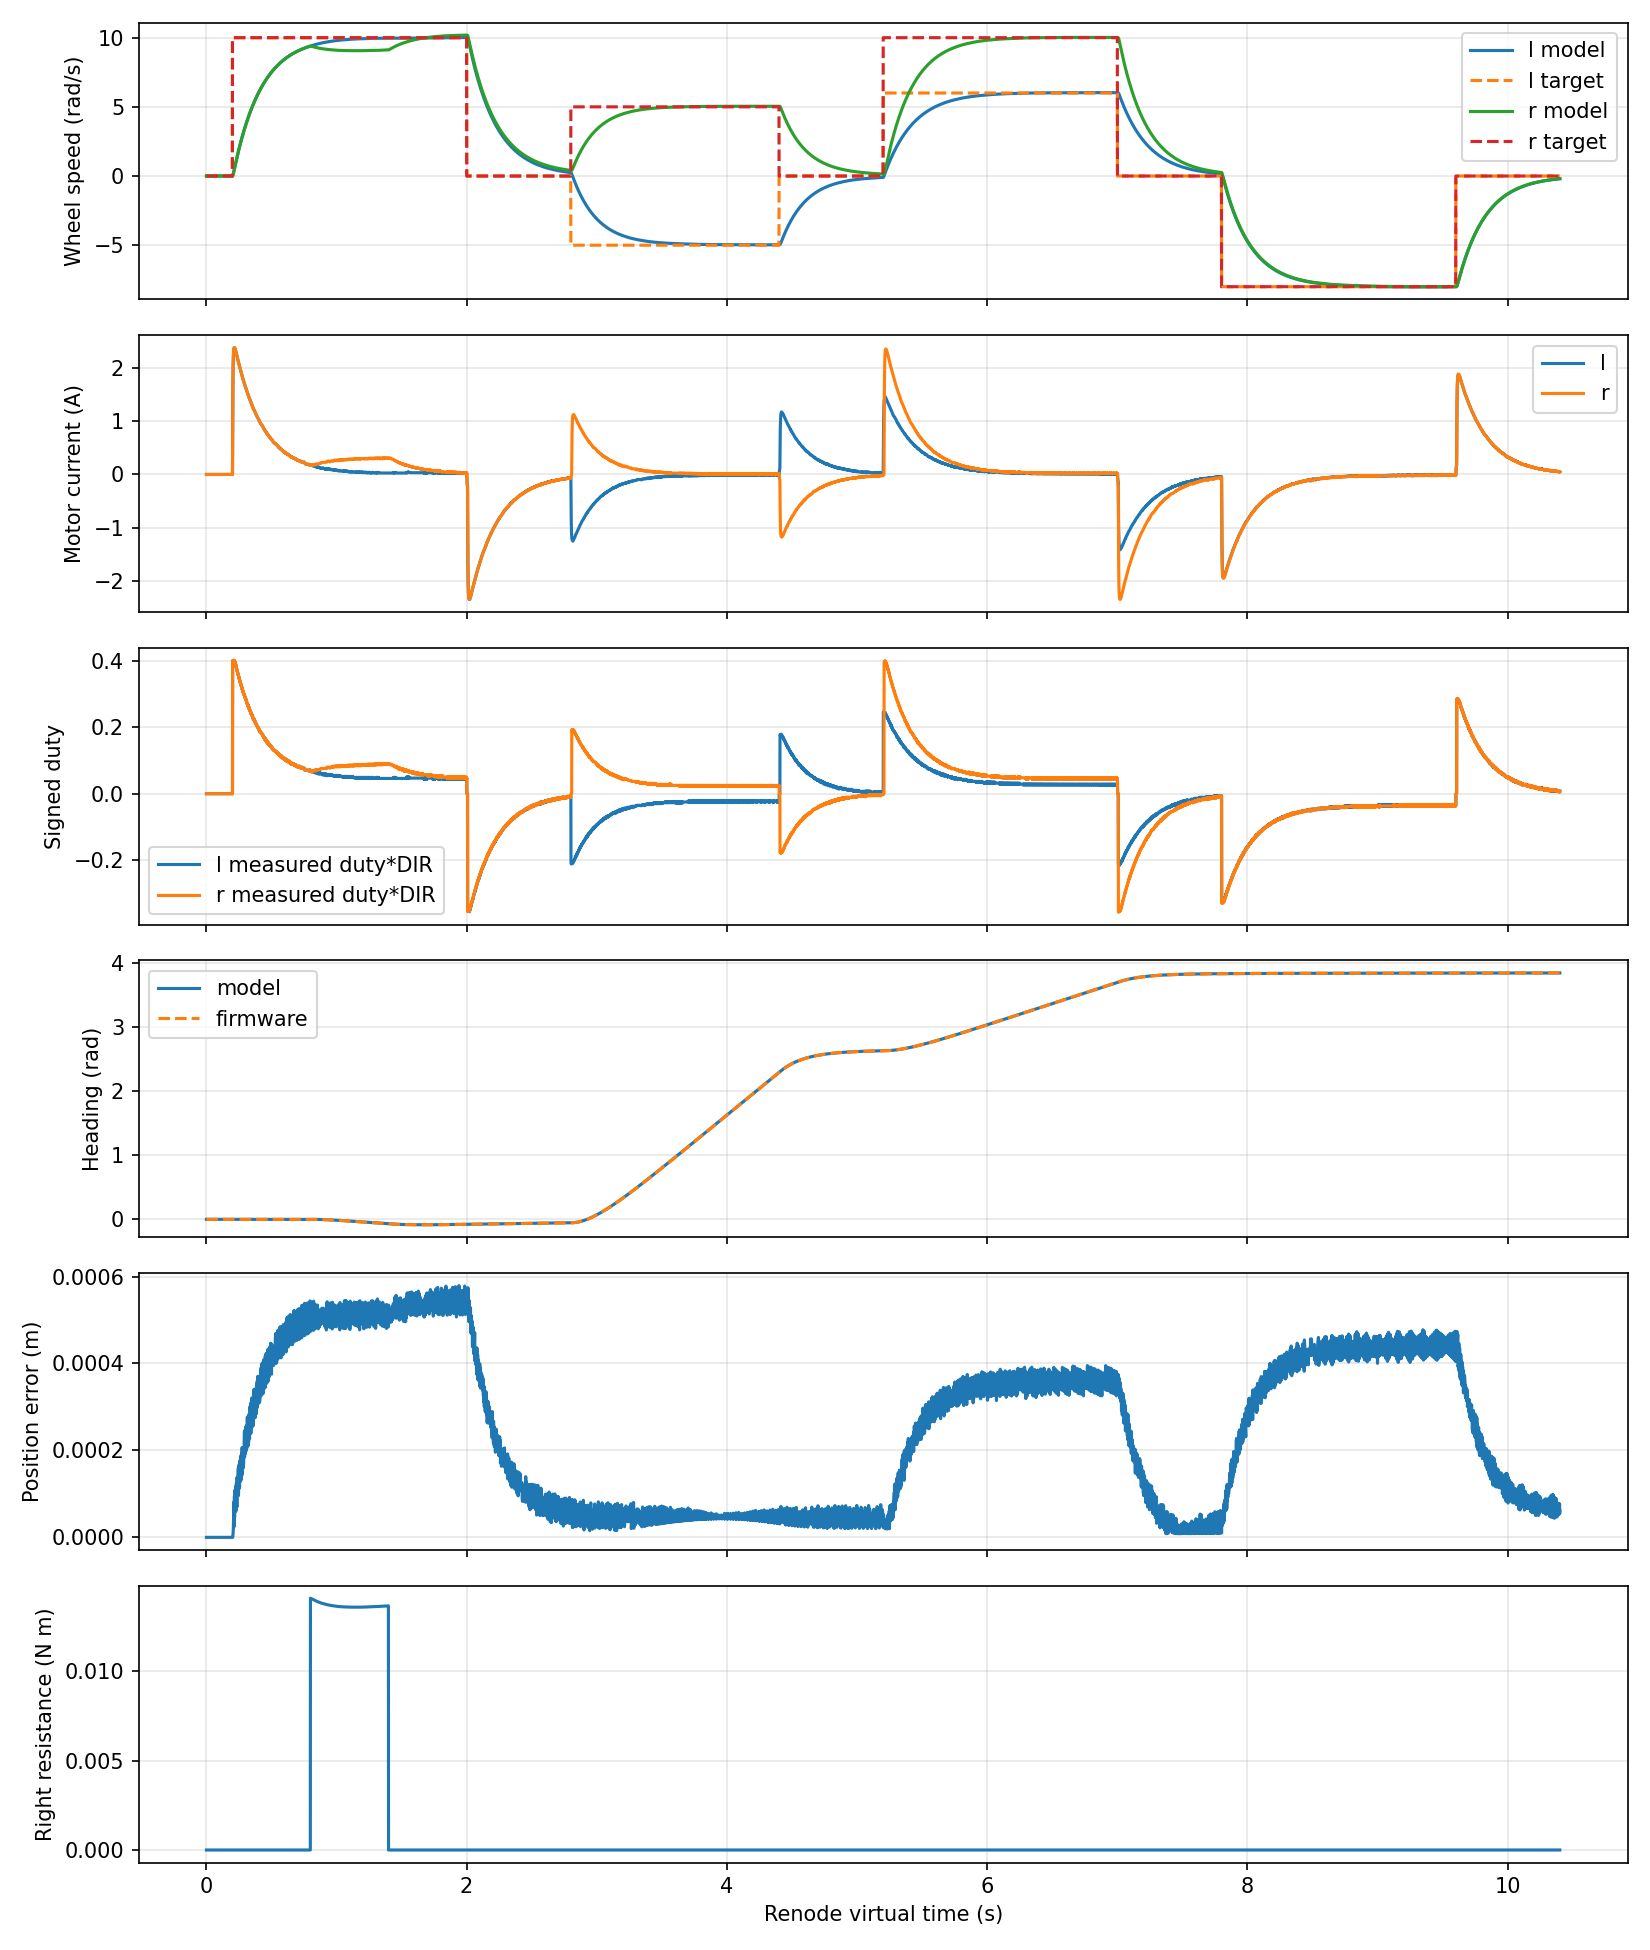 Wheel speed (rad/s)
10
5
0
−5
l model
l target
r model
r target
Motor current (A)
2
1
0
−1
−2
l
r
Signed duty
0.4
0.2
0.0
−0.2
l measured duty*DIR
r measured duty*DIR
Heading (rad)
4
3
2
1
0
model
firmware
Position error (m)
0.0006
0.0004
0.0002
0.0000
Right resistance (N m)
0.010
0.005
0.000
0
2
4
6
8
10
Renode virtual time (s)